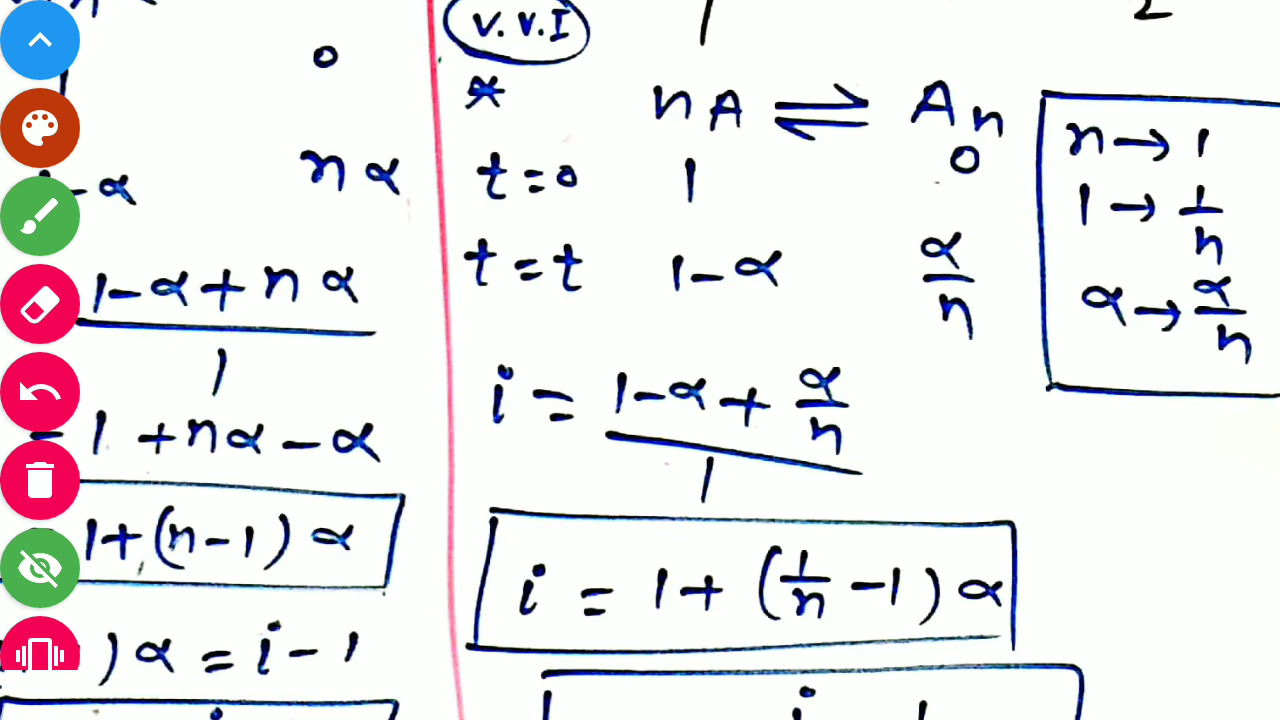 0
nα
1-α+nα
1
1+nα-α
1+(n-1)α
)α=i-1
V.V.I
1 2
* nA ⇌ An
t=0 1 0
t=t 1-α α/n
i = (1-α+α/n)/1
i = 1+(1/n-1)α
n→1
1→1/n
α→α/n